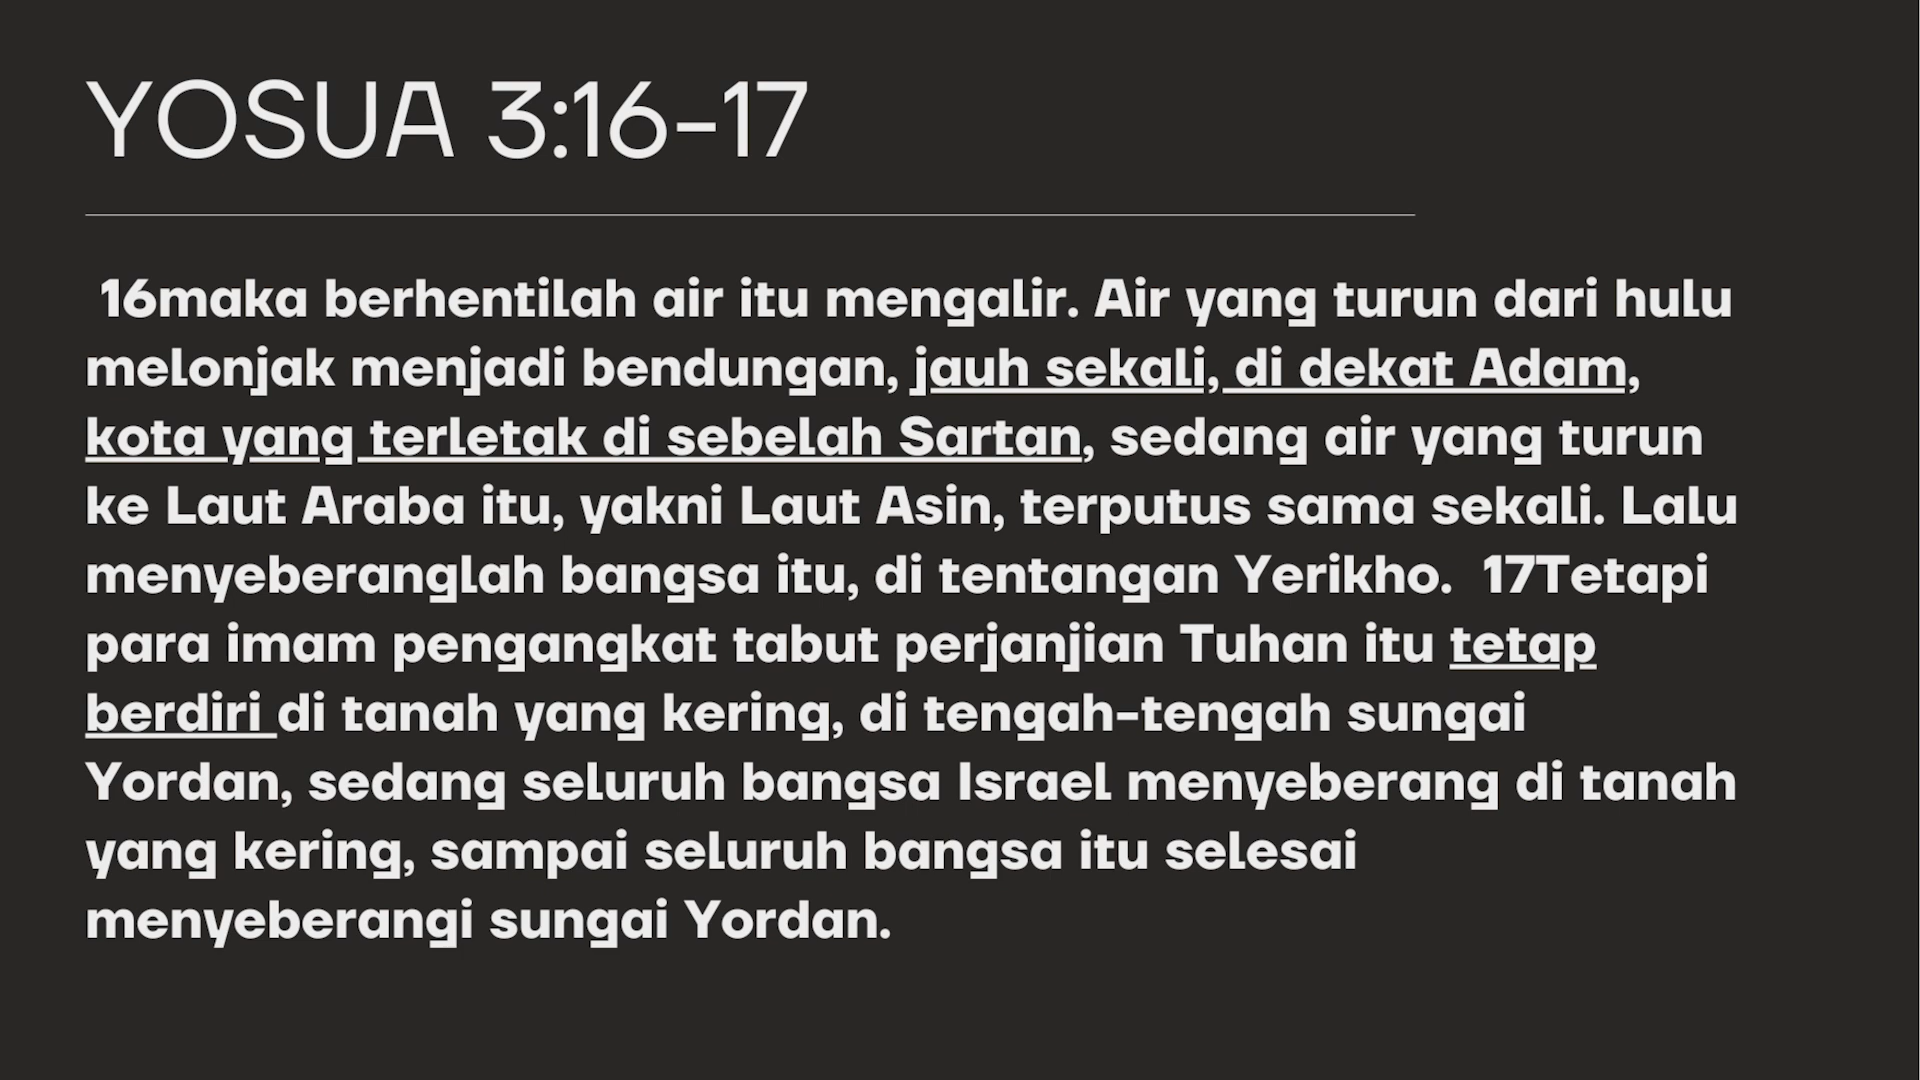 YOSUA 3:16-17
16maka berhentilah air itu mengalir. Air yang turun dari hulu
melonjak menjadi bendungan, jauh sekali, di dekat Adam,
kota yang terletak di sebelah Sartan, sedang air yang turun
ke Laut Araba itu, yakni Laut Asin, terputus sama sekali. Lalu
menyeberanglah bangsa itu, di tentangan Yerikho.  17Tetapi
para imam pengangkat tabut perjanjian Tuhan itu tetap
berdiri di tanah yang kering, di tengah-tengah sungai
Yordan, sedang seluruh bangsa Israel menyeberang di tanah
yang kering, sampai seluruh bangsa itu selesai
menyeberangi sungai Yordan.